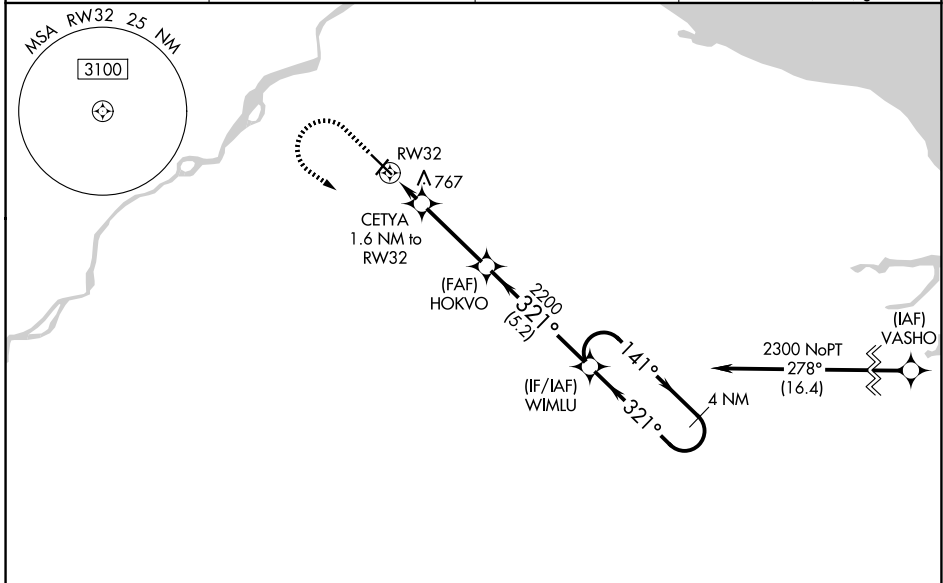 MSA RW32 25 NM
3100
RW32
767
CETYA
1.6 NM to
RW32
(FAF)
HOKVO
2200
321°
(5.2)
(IF/IAF)
WIMLU
141°
321°
4 NM
2300 NoPT
278°
(16.4)
(IAF)
VASHO